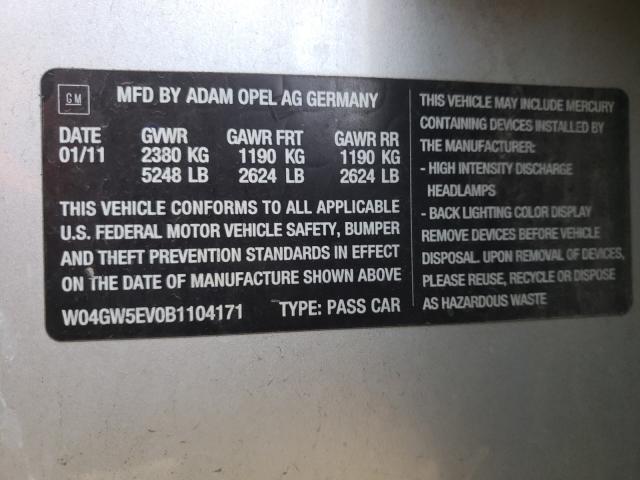 GM
MFD BY ADAM OPEL AG GERMANY
DATE GVWR GAWR FRT GAWR RR
01/11 2380 KG 1190 KG 1190 KG
5248 LB 2624 LB 2624 LB
THIS VEHICLE CONFORMS TO ALL APPLICABLE
U.S. FEDERAL MOTOR VEHICLE SAFETY, BUMPER
AND THEFT PREVENTION STANDARDS IN EFFECT
ON THE DATE OF MANUFACTURE SHOWN ABOVE
W04GW5EV0B1104171 TYPE: PASS CAR
THIS VEHICLE MAY INCLUDE MERCURY
CONTAINING DEVICES INSTALLED BY
THE MANUFACTURER:
- HIGH INTENSITY DISCHARGE
HEADLAMPS
- BACK LIGHTING COLOR DISPLAY
REMOVE DEVICES BEFORE VEHICLE
DISPOSAL. UPON REMOVAL OF DEVICES,
PLEASE REUSE, RECYCLE OR DISPOSE
AS HAZARDOUS WASTE